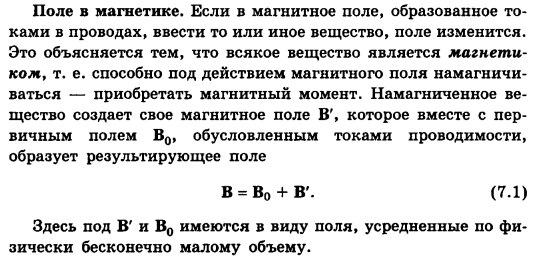 Поле в магнетике. Если в магнитное поле, образованное то-
ками в проводах, ввести то или иное вещество, поле изменится.
Это объясняется тем, что всякое вещество является магнети-
ком, т. е. способно под действием магнитного поля намагничи-
ваться — приобретать магнитный момент. Намагниченное ве-
щество создает свое магнитное поле B′, которое вместе с пер-
вичным полем B₀, обусловленным токами проводимости,
образует результирующее поле
B = B₀ + B′. (7.1)
Здесь под B′ и B₀ имеются в виду поля, усредненные по фи-
зически бесконечно малому объему.